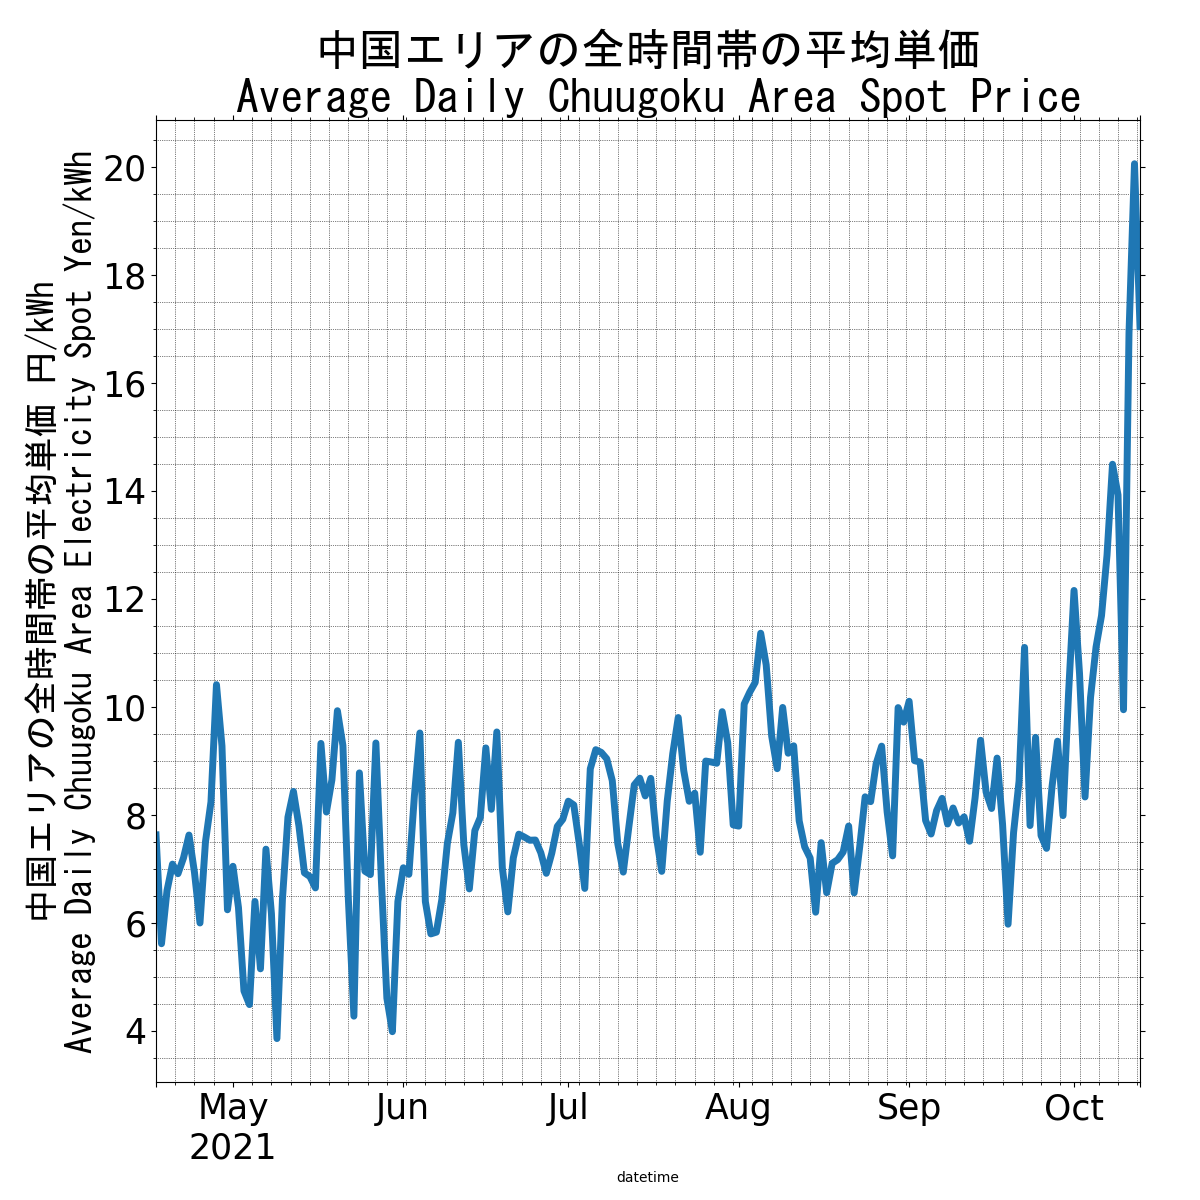 中国エリアの全時間帯の平均単価
Average Daily Chuugoku Area Spot Price
中国エリアの全時間帯の平均単価 円/kWh
Average Daily Chuugoku Area Electricity Spot Yen/kWh
20
18
16
14
12
10
8
6
4
May
2021
Jun
Jul
Aug
Sep
Oct
datetime